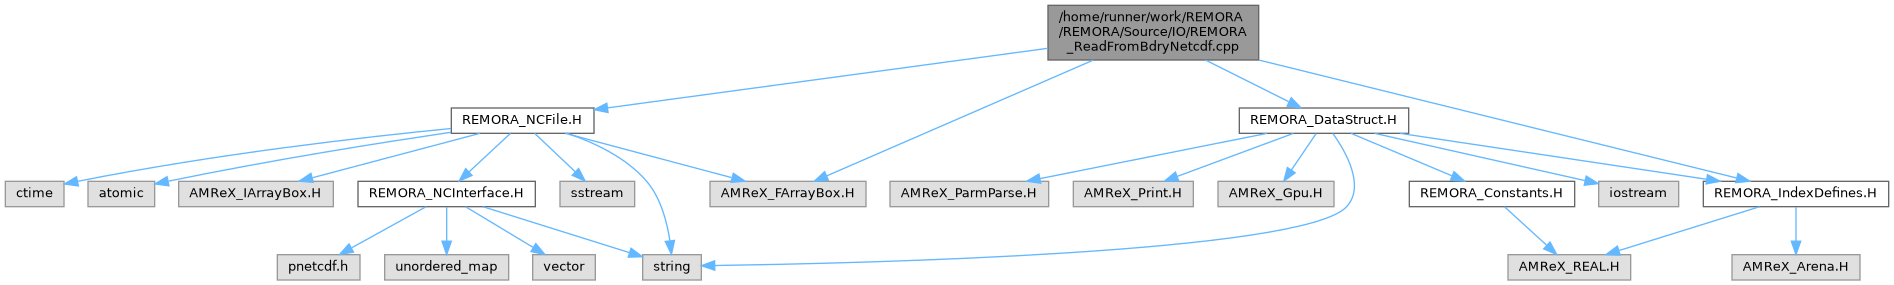 /home/runner/work/REMORA
/REMORA/Source/IO/REMORA
_ReadFromBdryNetcdf.cpp
REMORA_NCFile.H
REMORA_DataStruct.H
ctime
atomic
AMReX_IArrayBox.H
REMORA_NCInterface.H
sstream
AMReX_FArrayBox.H
AMReX_ParmParse.H
AMReX_Print.H
AMReX_Gpu.H
REMORA_Constants.H
iostream
REMORA_IndexDefines.H
pnetcdf.h
unordered_map
vector
string
AMReX_REAL.H
AMReX_Arena.H